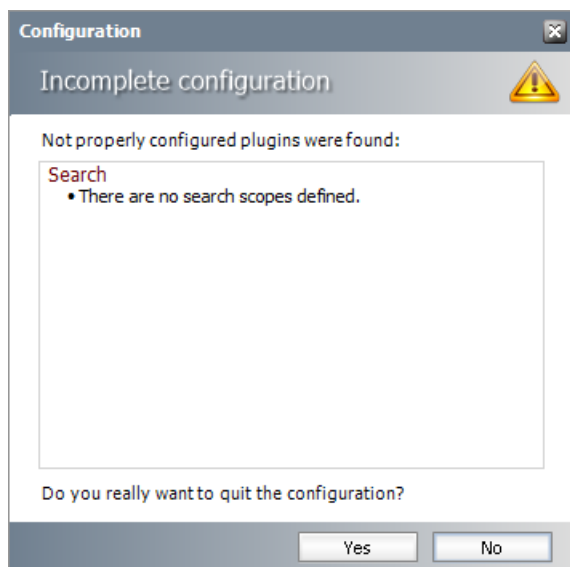 Configuration
Incomplete configuration
Not properly configured plugins were found:
Search
• There are no search scopes defined.
Do you really want to quit the configuration?
Yes No